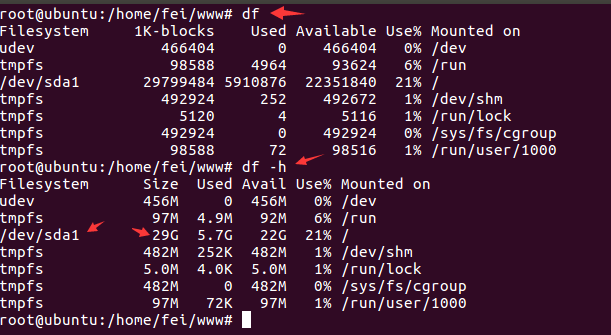 root@ubuntu:/home/fei/www# df
Filesystem     1K-blocks    Used Available Use% Mounted on
udev              466404       0    466404   0% /dev
tmpfs              98588    4964     93624   6% /run
/dev/sda1       29799484 5910876  22351840  21% /
tmpfs             492924     252    492672   1% /dev/shm
tmpfs               5120       4      5116   1% /run/lock
tmpfs             492924       0    492924   0% /sys/fs/cgroup
tmpfs              98588      72     98516   1% /run/user/1000
root@ubuntu:/home/fei/www# df -h
Filesystem      Size  Used Avail Use% Mounted on
udev            456M     0  456M   0% /dev
tmpfs            97M  4.9M   92M   6% /run
/dev/sda1        29G  5.7G   22G  21% /
tmpfs           482M  252K  482M   1% /dev/shm
tmpfs           5.0M  4.0K  5.0M   1% /run/lock
tmpfs           482M     0  482M   0% /sys/fs/cgroup
tmpfs            97M   72K   97M   1% /run/user/1000
root@ubuntu:/home/fei/www#